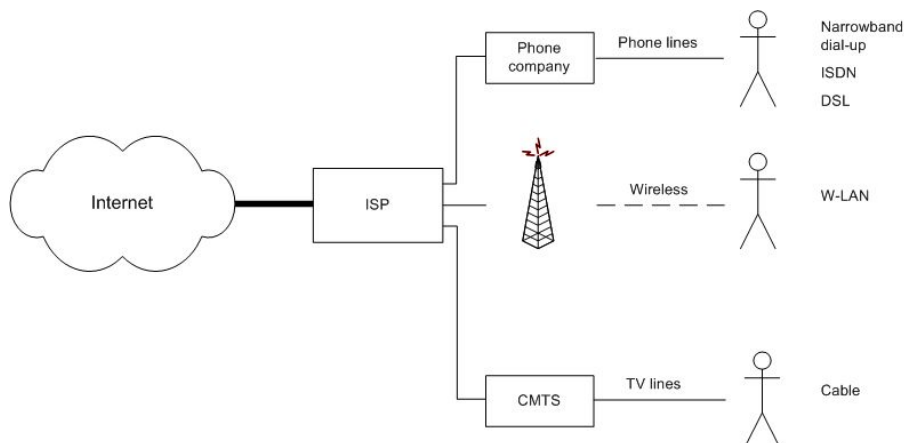 Internet
ISP
Phone
company
Phone lines
Narrowband
dial-up
ISDN
DSL
Wireless
W-LAN
CMTS
TV lines
Cable